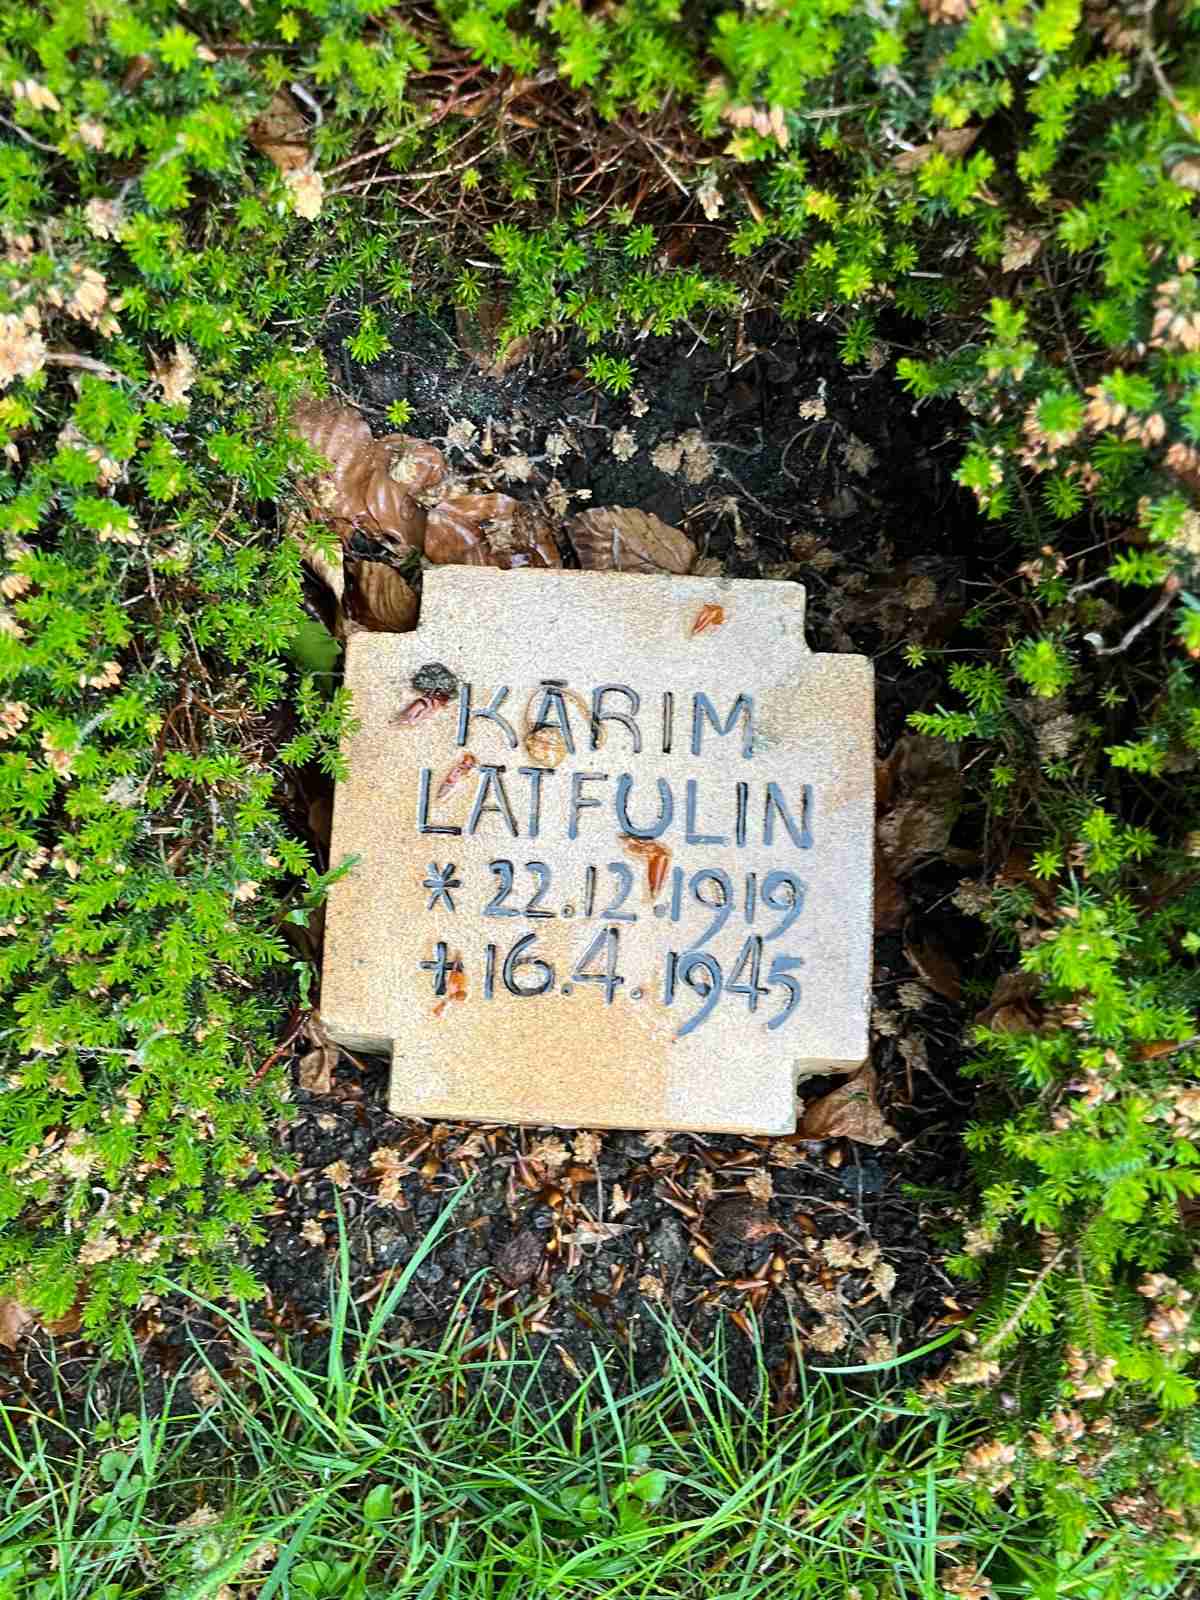 KARIM
LATFULIN
* 22.12.1919
† 16.4.1945